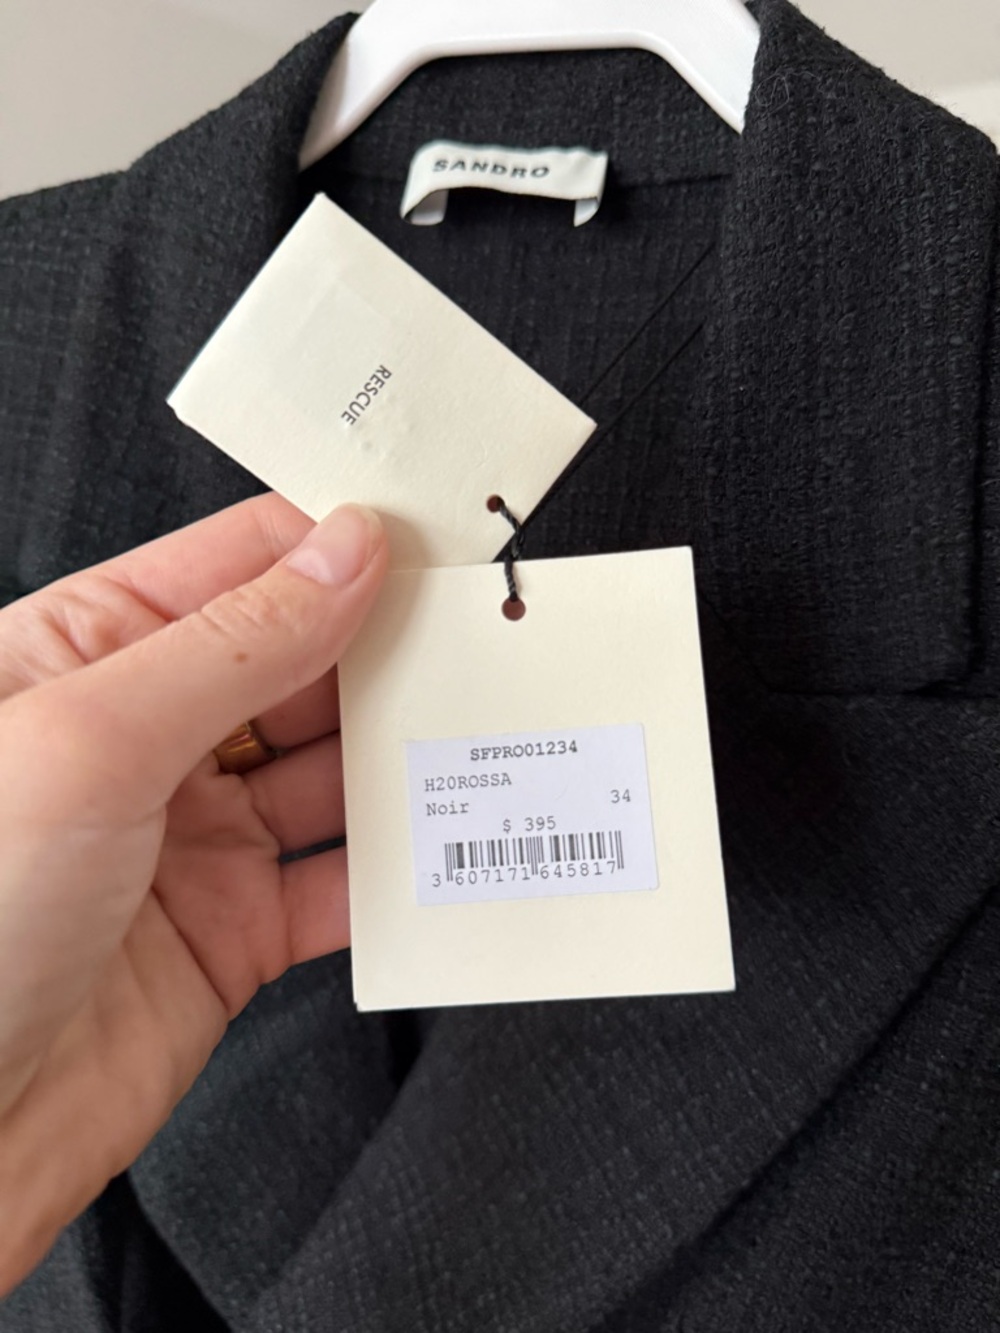 SANDRO
RESCUE
SFPRO01234
H20ROSSA
Noir 34
$ 395
3 607171 645817